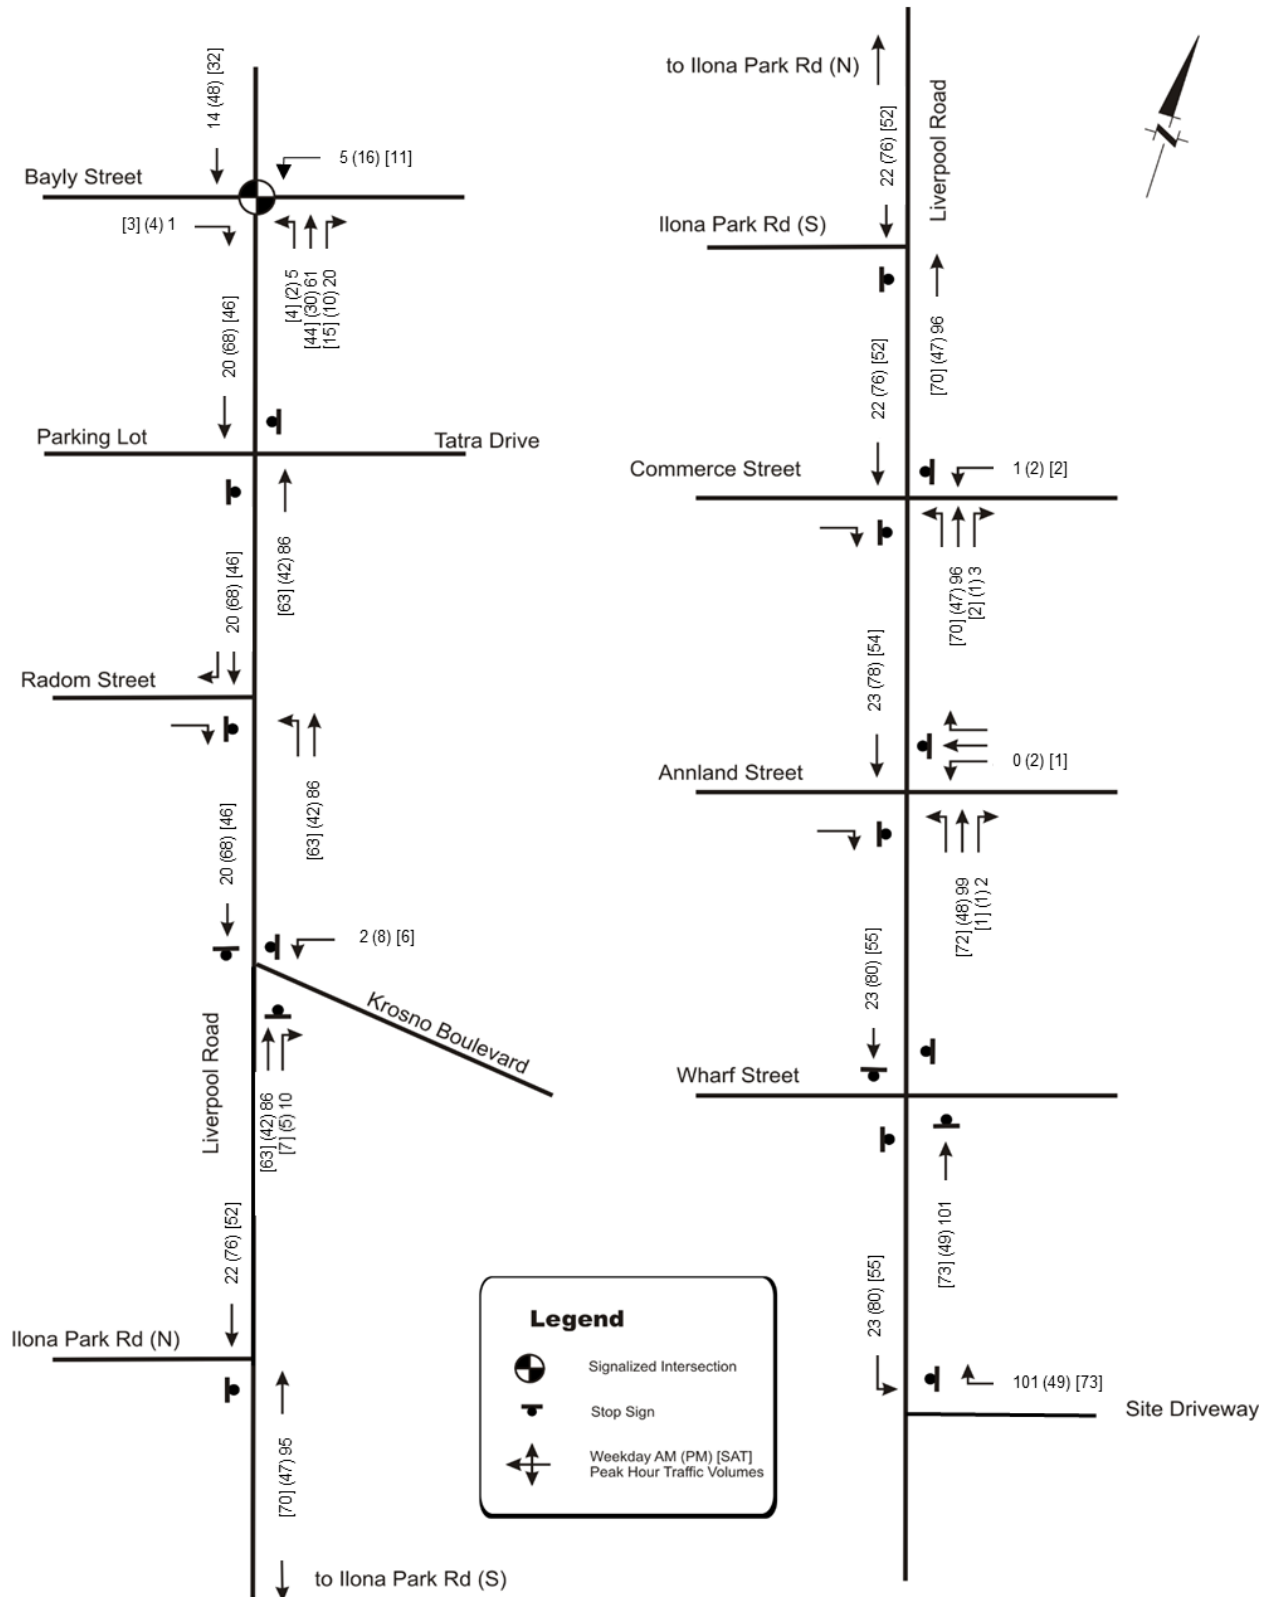 14 (48) [32]
5 (16) [11]
Bayly Street
[3] (4) 1
[4] (2) 5
[44] (30) 61
[15] (10) 20
20 (68) [46]
Parking Lot
Tatra Drive
20 (68) [46]
[63] (42) 86
Radom Street
[63] (42) 86
20 (68) [46]
2 (8) [6]
Krosno Boulevard
Liverpool Road
[63] (42) 86
[7] (5) 10
22 (76) [52]
Ilona Park Rd (N)
[70] (47) 95
to Ilona Park Rd (S)
to Ilona Park Rd (N)
Liverpool Road
22 (76) [52]
N
Ilona Park Rd (S)
22 (76) [52]
[70] (47) 96
Commerce Street
1 (2) [2]
[70] (47) 96
[2] (1) 3
23 (78) [54]
Annland Street
0 (2) [1]
[72] (48) 99
[1] (1) 2
23 (80) [55]
Wharf Street
[73] (49) 101
23 (80) [55]
101 (49) [73]
Site Driveway
Legend
Signalized Intersection
Stop Sign
Weekday AM (PM) [SAT]
Peak Hour Traffic Volumes